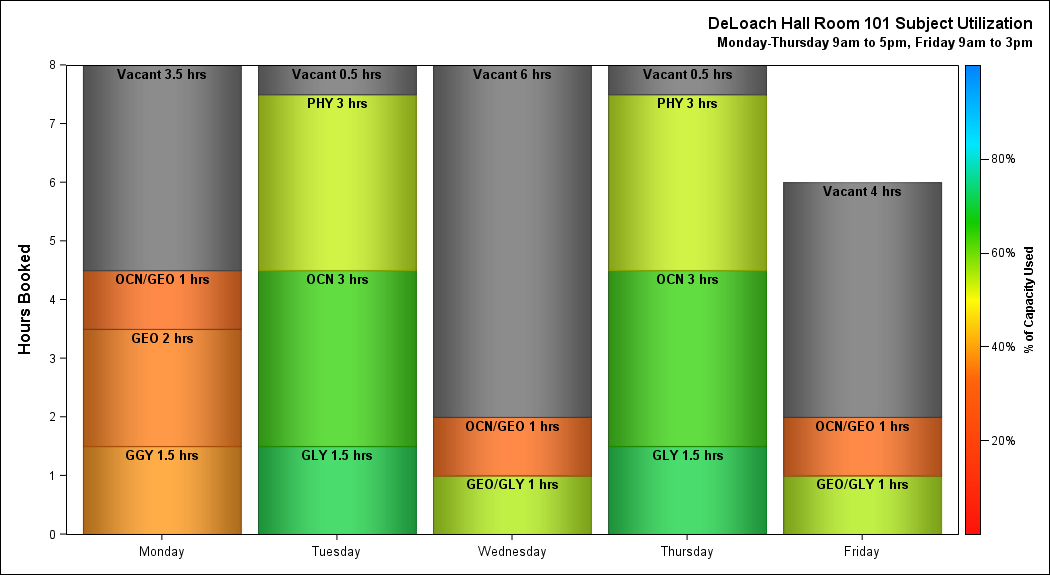 DeLoach Hall Room 101 Subject Utilization
Monday-Thursday 9am to 5pm, Friday 9am to 3pm
Hours Booked
8
7
6
5
4
3
2
1
0
Vacant 3.5 hrs
OCN/GEO 1 hrs
GEO 2 hrs
GGY 1.5 hrs
Vacant 0.5 hrs
PHY 3 hrs
OCN 3 hrs
GLY 1.5 hrs
Vacant 6 hrs
OCN/GEO 1 hrs
GEO/GLY 1 hrs
Vacant 0.5 hrs
PHY 3 hrs
OCN 3 hrs
GLY 1.5 hrs
Vacant 4 hrs
OCN/GEO 1 hrs
GEO/GLY 1 hrs
Monday
Tuesday
Wednesday
Thursday
Friday
80%
60%
40%
20%
% of Capacity Used